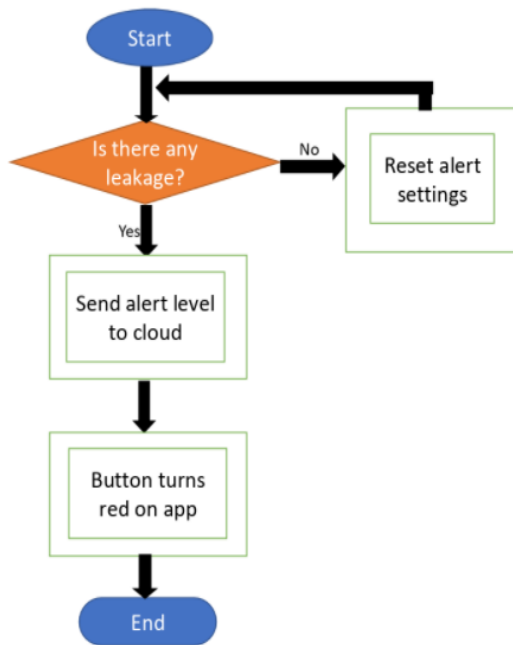 Start
Is there any
leakage?
No
Reset alert
settings
Yes
Send alert level
to cloud
Button turns
red on app
End